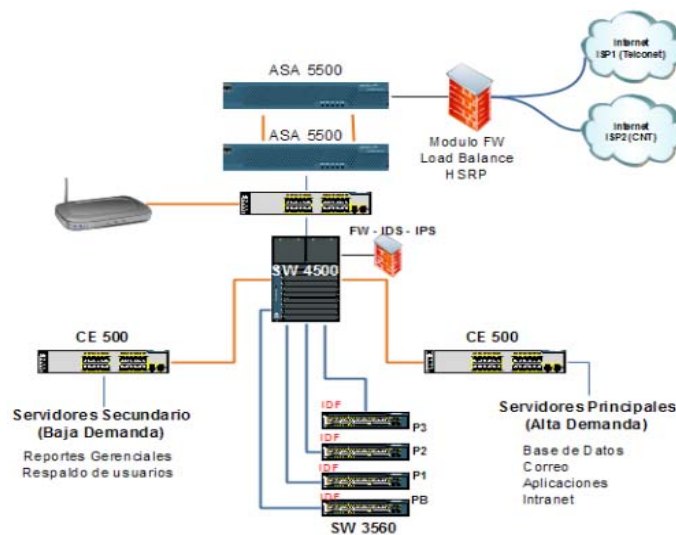 Internet
ISP1 (Telconet)
ASA 5500
ASA 5500
Modulo FW
Load Balance
HSRP
Internet
ISP2(CNT)
FW - IDS - IPS
SW 4500
CE 500
CE 500
Servidores Secundario
(Baja Demanda)
Reportes Gerenciales
Respaldo de usuarios
Servidores Principales
(Alta Demanda)
Base de Datos
Correo
Aplicaciones
Intranet
IDF
P3
IDF
P2
IDF
P1
IDF
PB
SW 3560